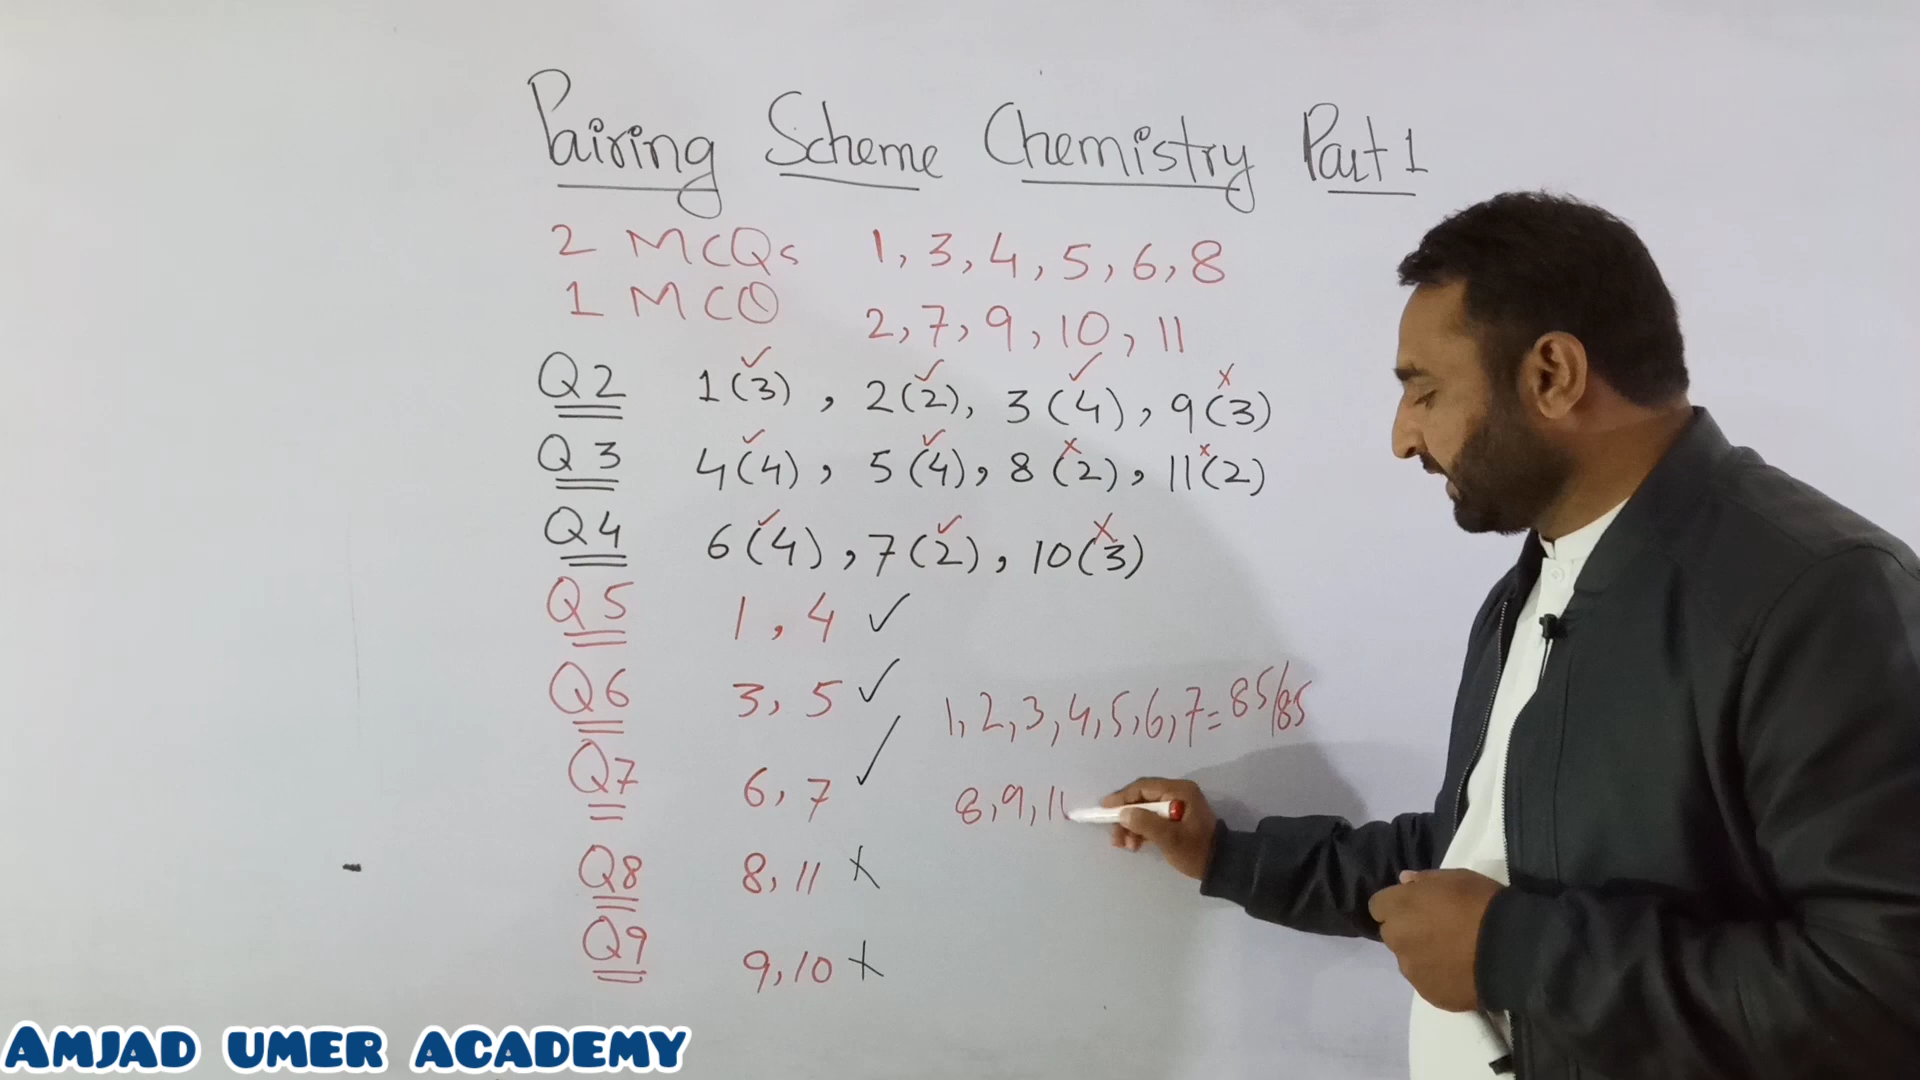 Pairing Scheme Chemistry Part 1
2 MCQs 1, 3, 4, 5, 6, 8
1 MCQ 2, 7, 9, 10, 11
Q2 1(3) ✓, 2(2) ✓, 3(4) ✓, 9(3) x
Q3 4(4) ✓, 5(4) ✓, 8(2) x, 11(2) x
Q4 6(4) ✓, 7(2) ✓, 10(3) x
Q5 1, 4 ✓
Q6 3, 5 ✓
1, 2, 3, 4, 5, 6, 7 = 85/85
Q7 6, 7 ✓
8, 9,
Q8 8, 11 x
Q9 9, 10 x
AMJAD UMER ACADEMY